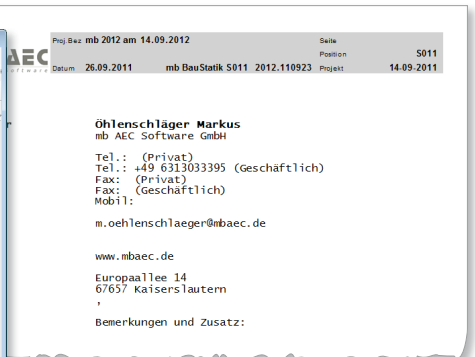 Proj.Bez mb 2012 am 14.09.2012 Seite
Position S011
Datum 26.09.2011 mb BauStatik S011 2012.110923 Projekt 14-09-2011
AEC
software
r
Öhlenschläger Markus
mb AEC Software GmbH
Tel.: (Privat)
Tel.: +49 6313033395 (Geschäftlich)
Fax: (Privat)
Fax: (Geschäftlich)
Mobil:
m.oehlenschlaeger@mbaec.de
www.mbaec.de
Europaallee 14
67657 Kaiserslautern
,
Bemerkungen und Zusatz: